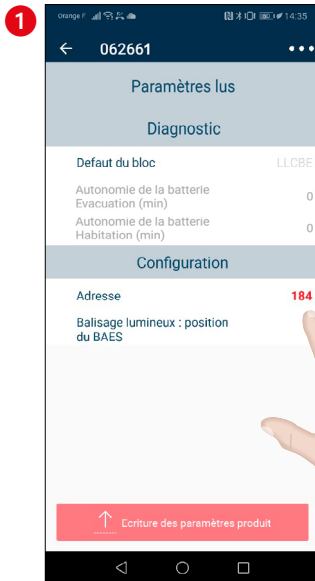 1
Orange F 14:35
062661
Paramètres lus
Diagnostic
Defaut du bloc LLCBE
Autonomie de la batterie 0
Evacuation (min)
Autonomie de la batterie 0
Habitation (min)
Configuration
Adresse 184
Balisage lumineux : position
du BAES
Ecriture des paramètres produit